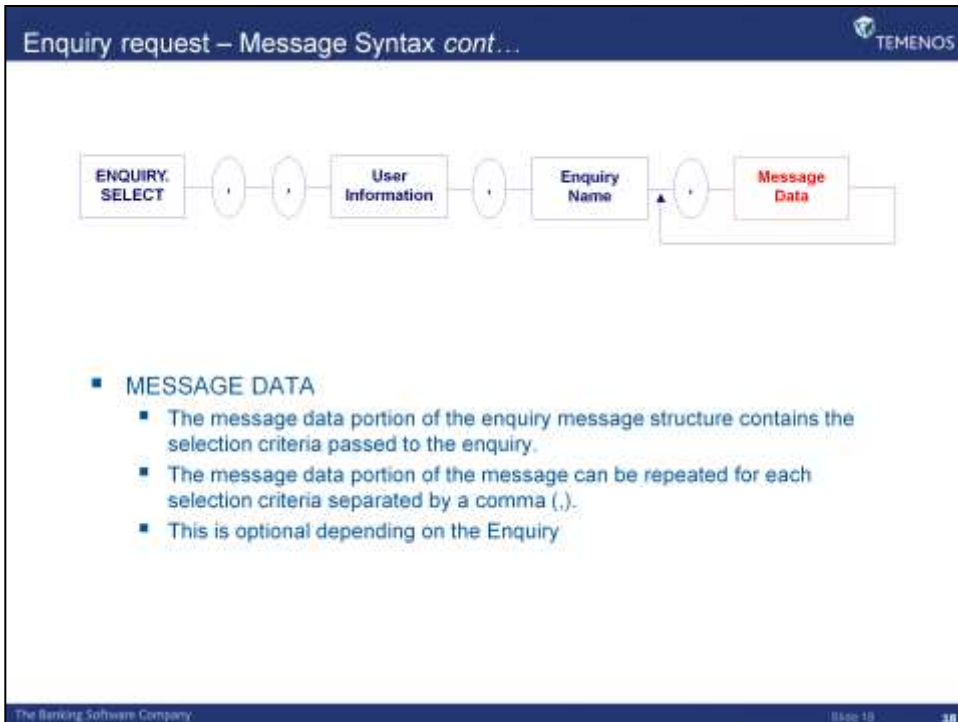 Enquiry request – Message Syntax cont…
TEMENOS
ENQUIRY.
SELECT
,
,
User
Information
,
Enquiry
Name
,
Message
Data
▪ MESSAGE DATA
▪ The message data portion of the enquiry message structure contains the
selection criteria passed to the enquiry.
▪ The message data portion of the message can be repeated for each
selection criteria separated by a comma (,).
▪ This is optional depending on the Enquiry
The Banking Software Company
Slide 18
18